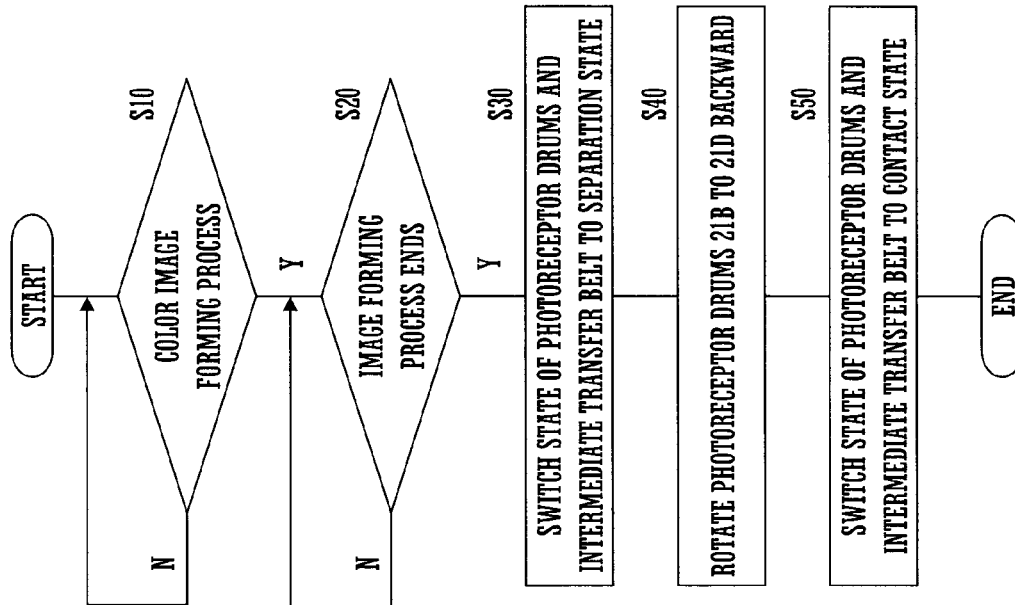 START
S10
COLOR IMAGE
FORMING PROCESS
N
Y
S20
IMAGE FORMING
PROCESS ENDS
N
Y
S30
SWITCH STATE OF PHOTORECEPTOR DRUMS AND
INTERMEDIATE TRANSFER BELT TO SEPARATION STATE
S40
ROTATE PHOTORECEPTOR DRUMS 21B TO 21D BACKWARD
S50
SWITCH STATE OF PHOTORECEPTOR DRUMS AND
INTERMEDIATE TRANSFER BELT TO CONTACT STATE
END